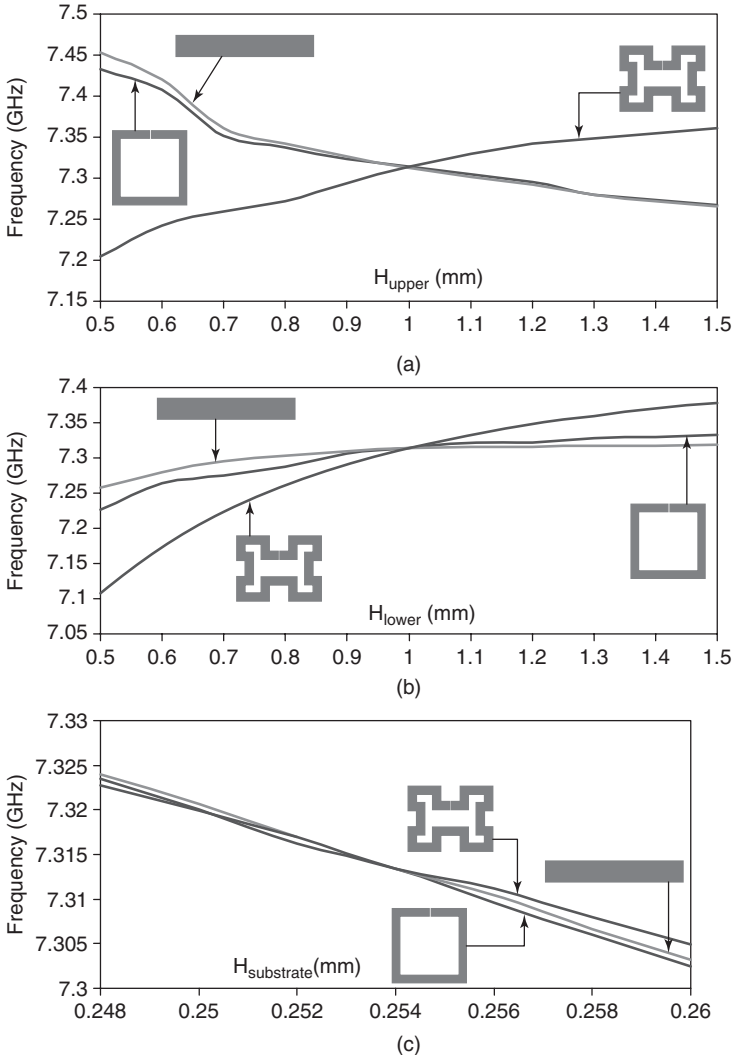 7.5
7.45
7.4
7.35
7.3
7.25
7.2
7.15
Frequency (GHz)
H_upper (mm)
0.5 0.6 0.7 0.8 0.9 1 1.1 1.2 1.3 1.4 1.5
(a)
7.4
7.35
7.3
7.25
7.2
7.15
7.1
7.05
Frequency (GHz)
H_lower (mm)
0.5 0.6 0.7 0.8 0.9 1 1.1 1.2 1.3 1.4 1.5
(b)
7.33
7.325
7.32
7.315
7.31
7.305
7.3
Frequency (GHz)
H_substrate(mm)
0.248 0.25 0.252 0.254 0.256 0.258 0.26
(c)